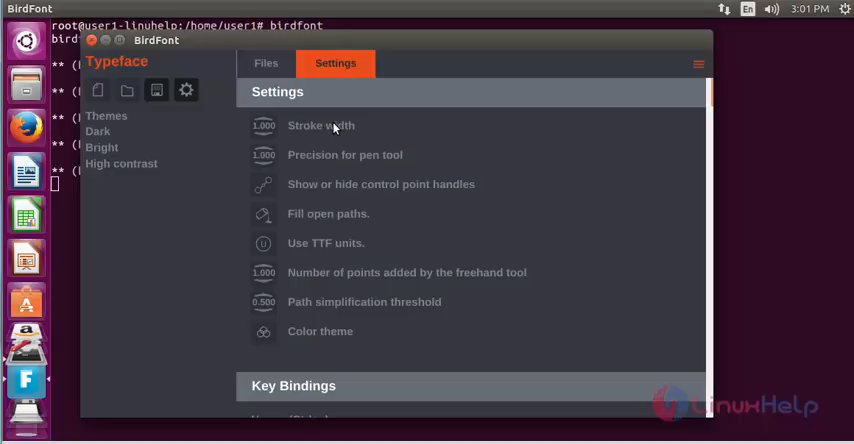 BirdFont
En
3:01 PM
root@user1-linuhelp:/home/user1# birdfont
bird
BirdFont
** (
** (
** (
** (
** (
Typeface
Files
Settings
Themes
Dark
Bright
High contrast
Settings
1.000 Stroke width
1.000 Precision for pen tool
Show or hide control point handles
Fill open paths.
U Use TTF units.
1.000 Number of points added by the freehand tool
0.500 Path simplification threshold
Color theme
Key Bindings
LinuxHelp